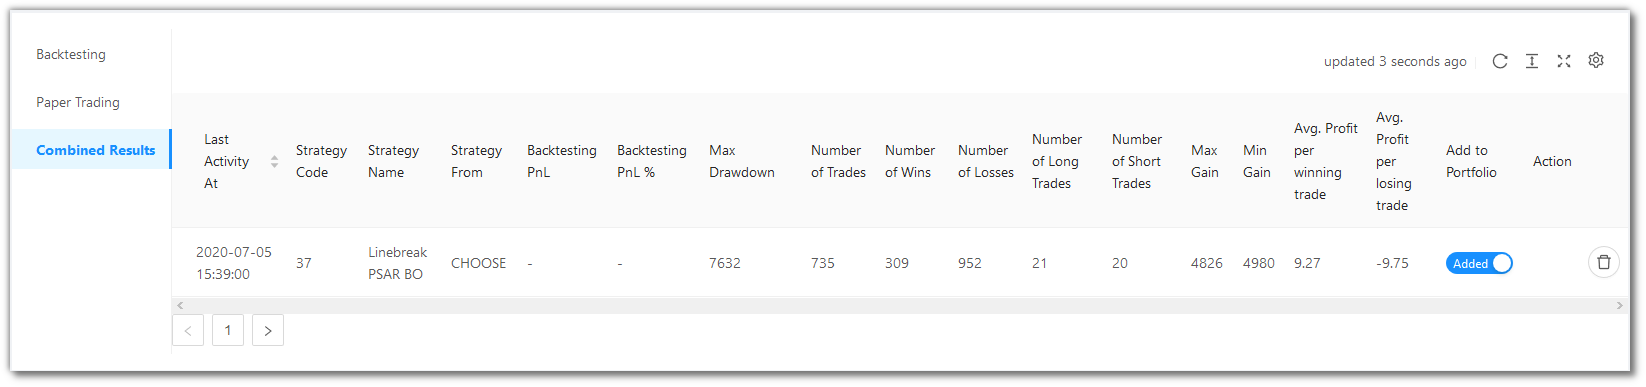 Backtesting
Paper Trading
Combined Results
updated 3 seconds ago
Last
Activity
At
Strategy
Code
Strategy
Name
Strategy
From
Backtesting
PnL
Backtesting
PnL %
Max
Drawdown
Number
of Trades
Number
of Wins
Number
of Losses
Number
of Long
Trades
Number
of Short
Trades
Max
Gain
Min
Gain
Avg. Profit
per
winning
trade
Avg.
Profit
per
losing
trade
Add to
Portfolio
Action
2020-07-05
15:39:00
37
Linebreak
PSAR BO
CHOOSE
-
-
7632
735
309
952
21
20
4826
4980
9.27
-9.75
Added
1